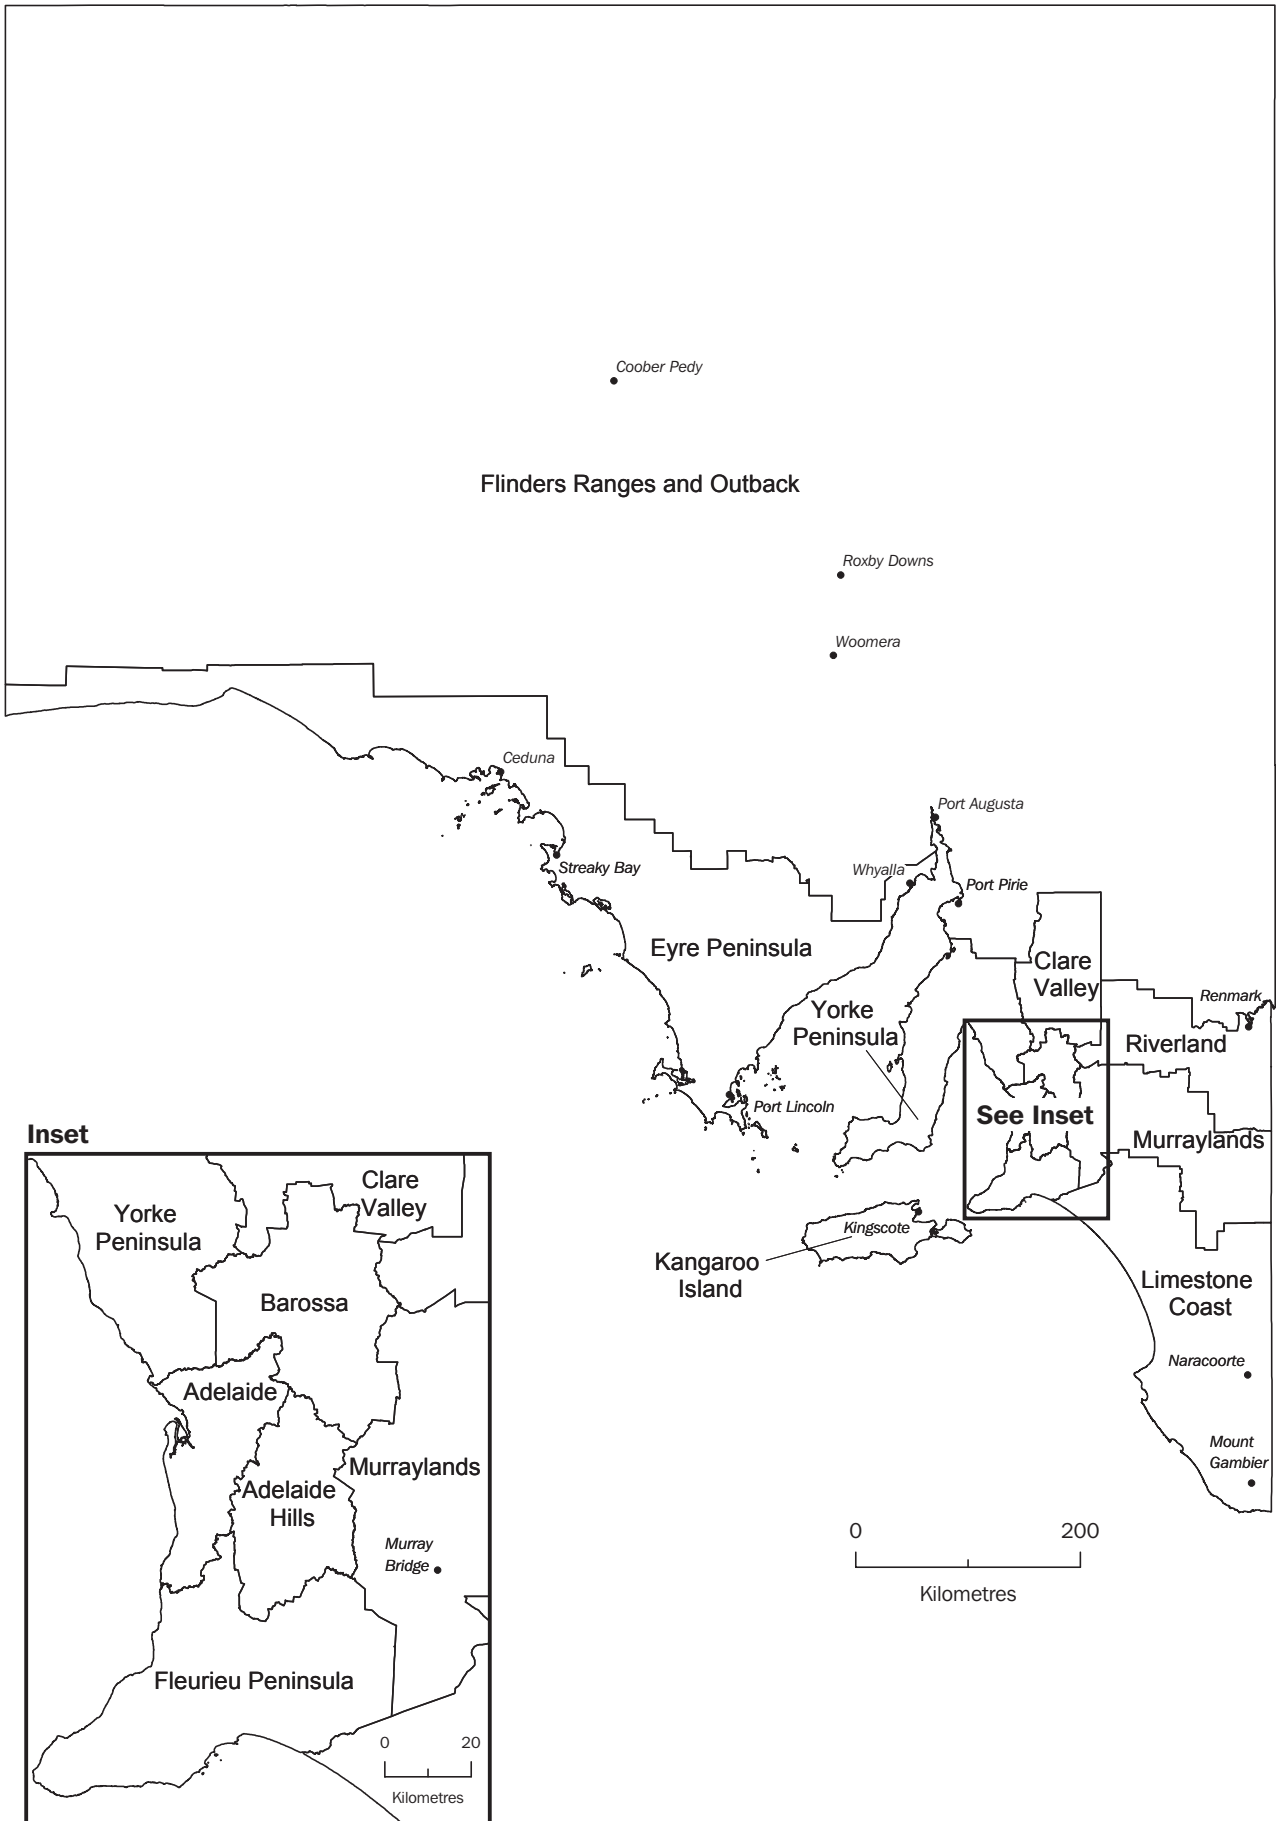 Coober Pedy
Flinders Ranges and Outback
Roxby Downs
Woomera
Ceduna
Port Augusta
Streaky Bay
Whyalla
Port Pirie
Eyre Peninsula
Clare
Valley
Renmark
Yorke
Peninsula
Riverland
Port Lincoln
See Inset
Murraylands
Kingscote
Kangaroo
Island
Limestone
Coast
Naracoorte
Mount
Gambier
0 200
Kilometres
Inset
Clare
Valley
Yorke
Peninsula
Barossa
Adelaide
Murraylands
Adelaide
Hills
Murray
Bridge
Fleurieu Peninsula
0 20
Kilometres